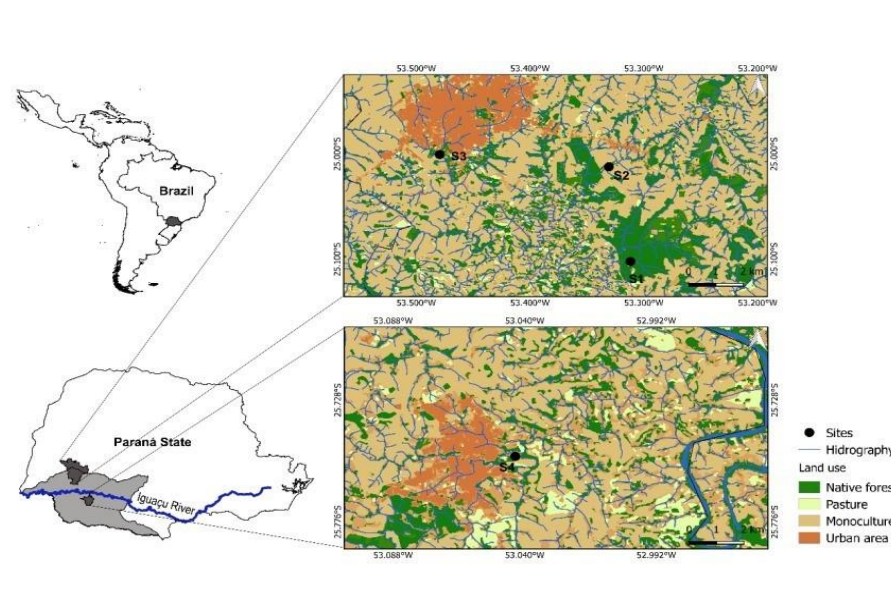 53.500°W 53.400°W 53.300°W 53.200°W
25.000°S
25.000°S
25.100°S
25.100°S
S3
S2
S1
0 1 2 km
53.500°W 53.400°W 53.300°W 53.200°W
Brazil
53.088°W 53.040°W 52.992°W
25.728°S
25.728°S
25.776°S
25.776°S
S4
0 1 2 km
53.088°W 53.040°W 52.992°W
Paraná State
Iguaçu River
Sites
Hidrography
Land use
Native fores
Pasture
Monoculture
Urban area